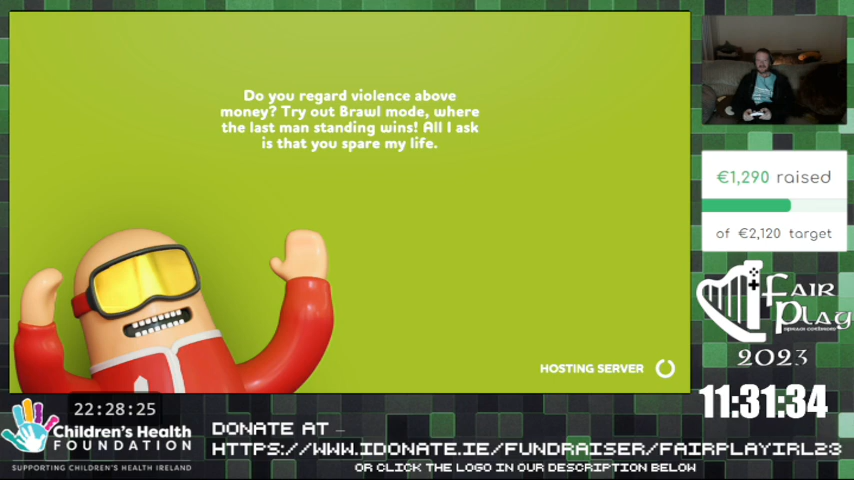 Do you regard violence above
money? Try out Brawl mode, where
the last man standing wins! All I ask
is that you spare my life.
HOSTING SERVER
€1,290 raised
of €2,120 target
FAIR
PLAY
2023
11:31:34
22:28:25
Children's Health
FOUNDATION
SUPPORTING CHILDREN'S HEALTH IRELAND
DONATE AT -
HTTPS://WWW.IDONATE.IE/FUNDRAISER/FAIRPLAYIRL23
OR CLICK THE LOGO IN OUR DESCRIPTION BELOW